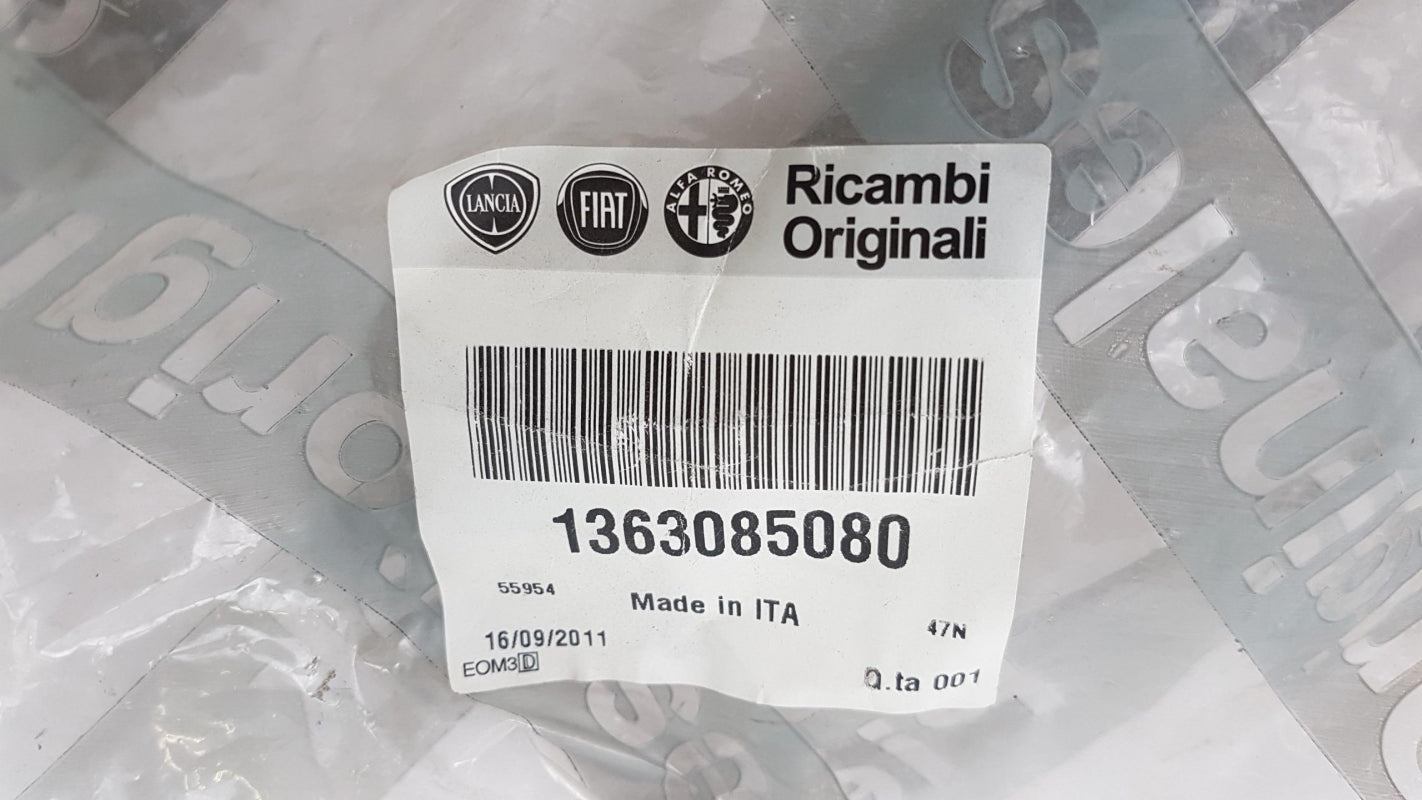 LANCIA FIAT ALFA ROMEO Ricambi
Originali
1363085080
55954 Made in ITA
47N
16/09/2011
EOM3D
Q.ta 001